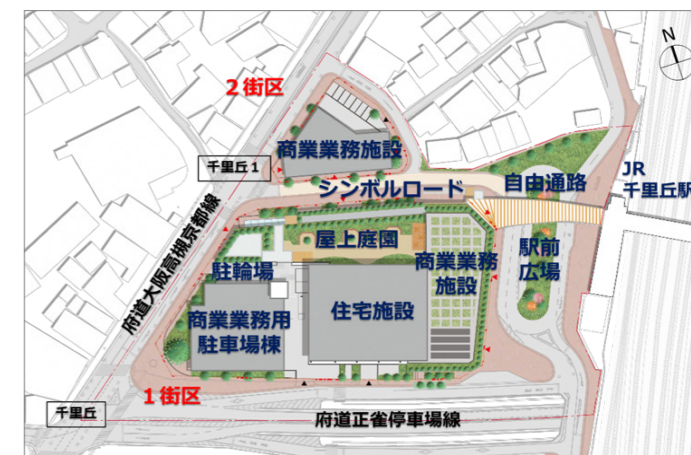 N
2街区
商業業務施設
千里丘1
シンボルロード
自由通路
JR
千里丘駅
府道大阪高槻京都線
屋上庭園
駐輪場
商業業務
施設
駅前
広場
住宅施設
商業業務用
駐車場棟
1街区
千里丘
府道正雀停車場線